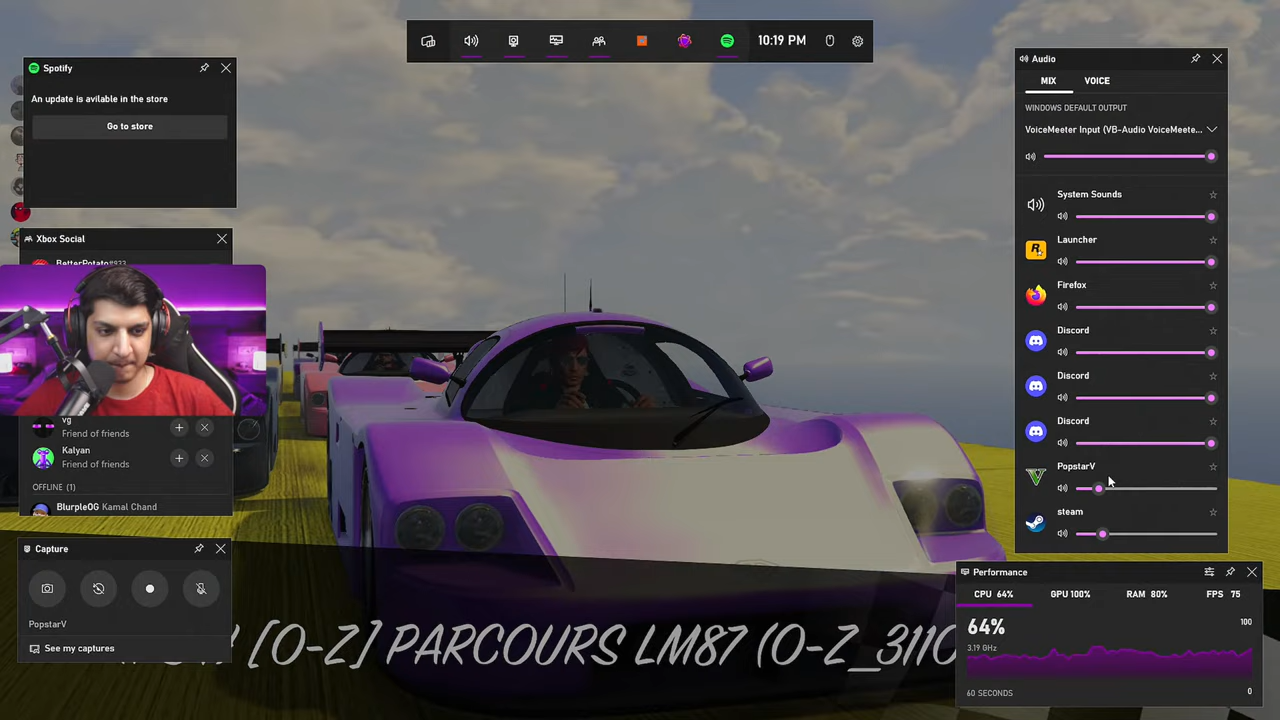 10:19 PM
Spotify
An update is avilable in the store
Go to store
Xbox Social
BetterPotato#833
vg
Friend of friends
Kalyan
Friend of friends
OFFLINE (1)
BlurpleOG Kamal Chand
Capture
PopstarV
See my captures
[O-Z] PARCOURS LM87 (O-Z_311O
Audio
MIX VOICE
WINDOWS DEFAULT OUTPUT
VoiceMeeter Input (VB-Audio VoiceMeete...
System Sounds
Launcher
Firefox
Discord
Discord
Discord
PopstarV
steam
Performance
CPU 64% GPU 100% RAM 80% FPS 75
64% 100
3.19 GHz
60 SECONDS 0